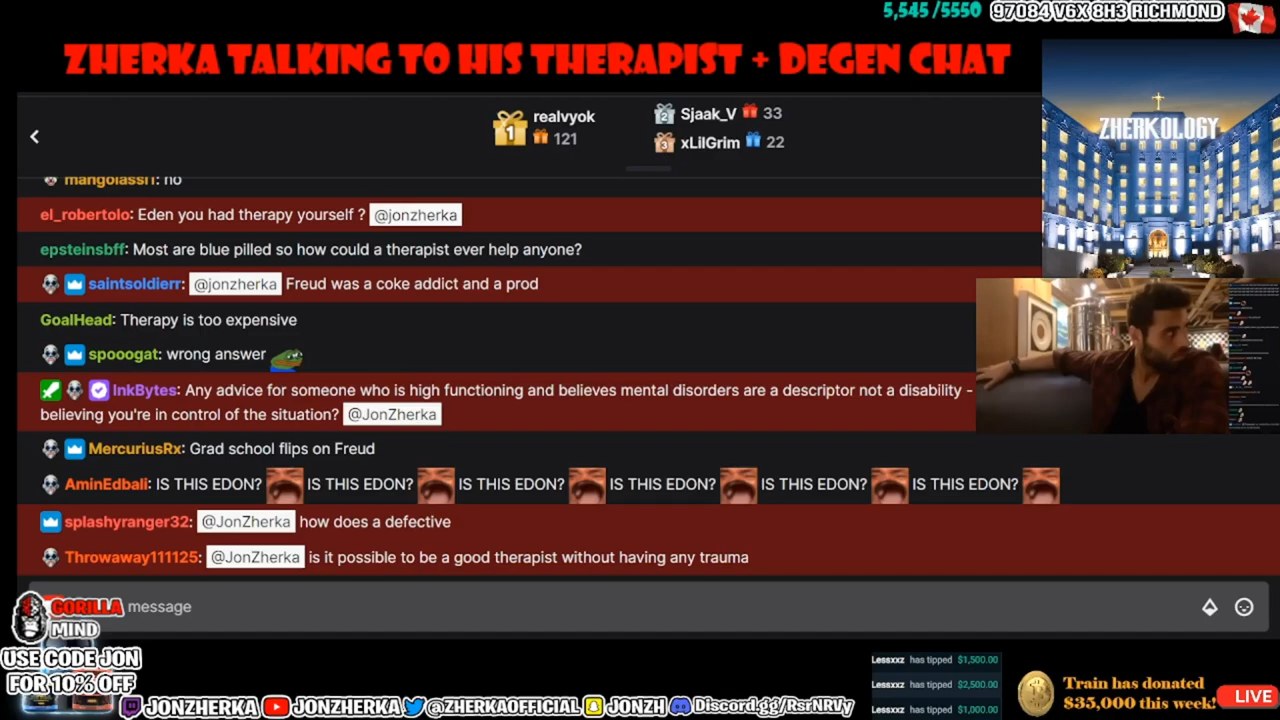 5,545 /5550
97084 V6X 8H3 RICHMOND
ZHERKA TALKING TO HIS THERAPIST + DEGEN CHAT
ZHERKOLOGY
1 realvyok
121
2 Sjaak_V 33
3 xLilGrim 22
mangolassi1: no
el_robertolo: Eden you had therapy yourself ? @jonzherka
epsteinsbff: Most are blue pilled so how could a therapist ever help anyone?
saintsoldierr: @jonzherka Freud was a coke addict and a prod
GoalHead: Therapy is too expensive
spooogat: wrong answer
InkBytes: Any advice for someone who is high functioning and believes mental disorders are a descriptor not a disability -
believing you're in control of the situation? @JonZherka
MercuriusRx: Grad school flips on Freud
AminEdbali: IS THIS EDON? IS THIS EDON? IS THIS EDON? IS THIS EDON? IS THIS EDON? IS THIS EDON?
splashyranger32: @JonZherka how does a defective
Throwaway111125: @JonZherka is it possible to be a good therapist without having any trauma
message
GORILLA
MIND
USE CODE JON
FOR 10% OFF
JONZHERKA JONZHERKA @ZHERKAOFFICIAL JONZH Discord.gg/RsrNRVy
Lessxxz has tipped $1,500.00
Lessxxz has tipped $2,500.00
Lessxxz has tipped $1,000.00
Train has donated
$35,000 this week!
LIVE